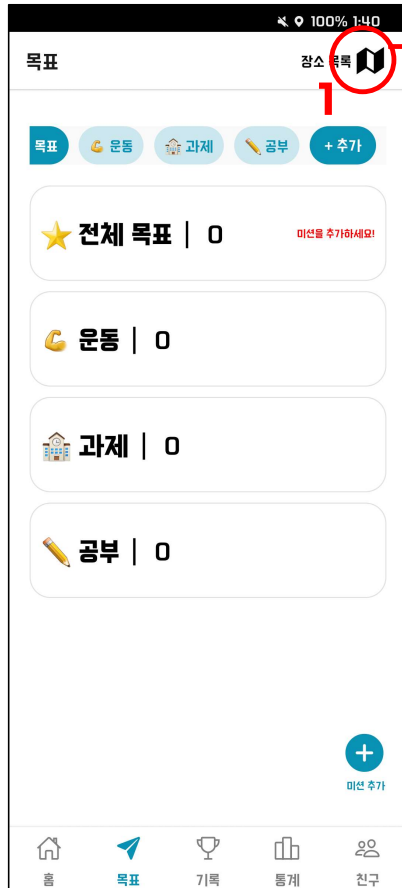 100% 1:40
목표
장소 목록
1
목표
운동
과제
공부
+ 추가
전체 목표 | 0
미션을 추가하세요!
운동 | 0
과제 | 0
공부 | 0
미션 추가
홈
목표
기록
통계
친구